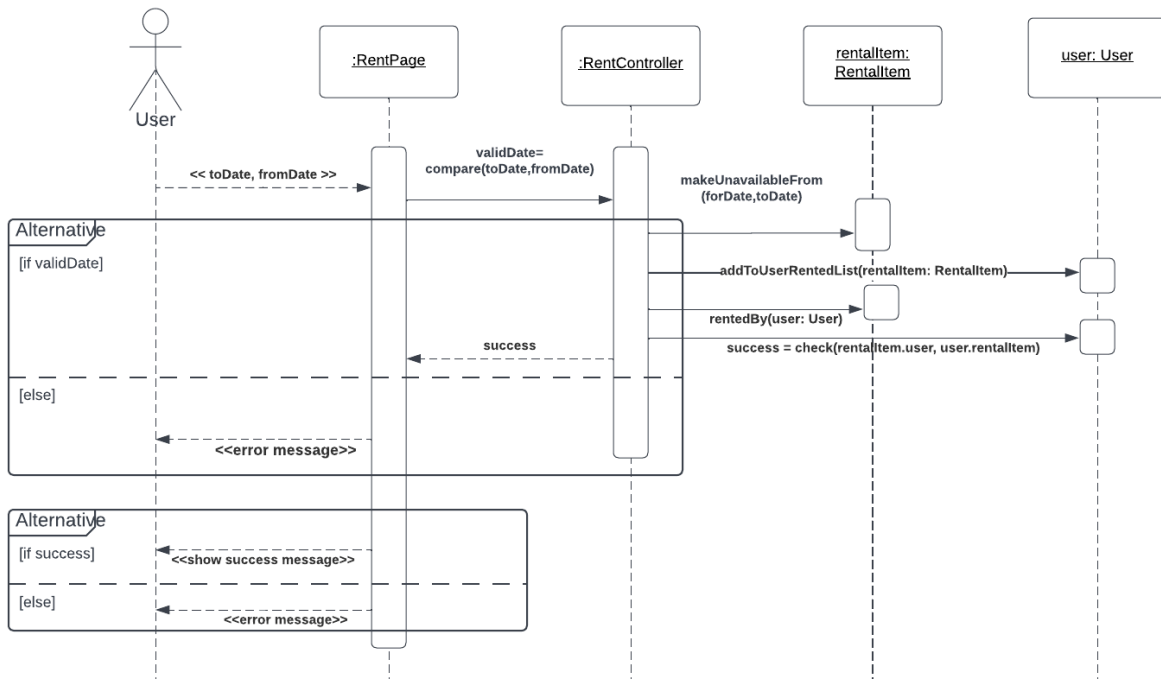 :RentPage
:RentController
rentalItem:
RentalItem
user: User
User
<< toDate, fromDate >>
validDate=
compare(toDate,fromDate)
makeUnavailableFrom
(forDate,toDate)
Alternative
[if validDate]
addToUserRentedList(rentalItem: RentalItem)
rentedBy(user: User)
success = check(rentalItem.user, user.rentalItem)
success
[else]
<<error message>>
Alternative
[if success]
<<show success message>>
[else]
<<error message>>